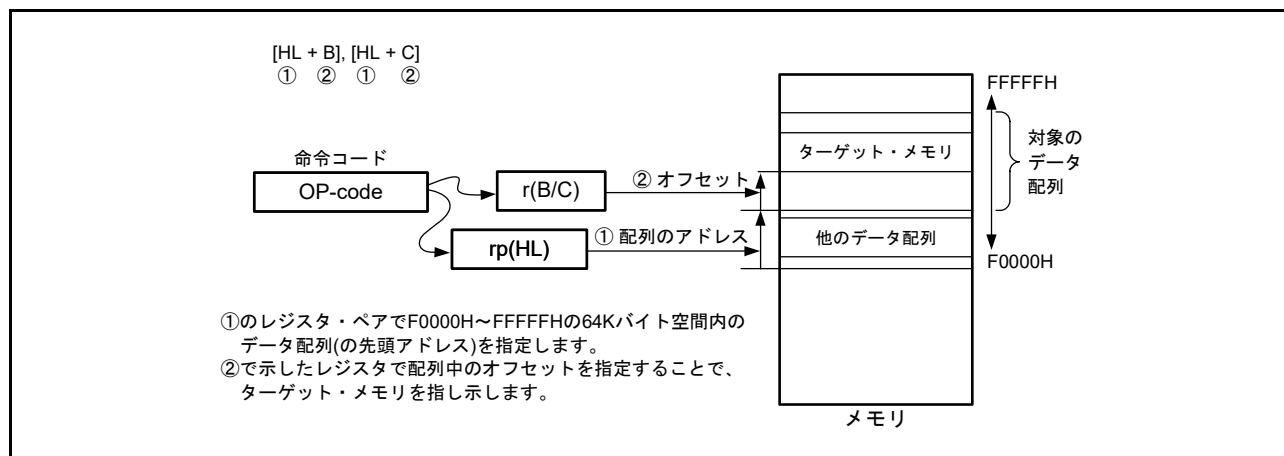 [HL + B], [HL + C]
① ② ① ②
命令コード
OP-code
r(B/C)
② オフセット
rp(HL)
① 配列のアドレス
FFFFFH
ターゲット・メモリ
対象の
データ
配列
他のデータ配列
F0000H
メモリ
①のレジスタ・ペアでF0000H～FFFFFHの64Kバイト空間内の
データ配列(の先頭アドレス)を指定します。
②で示したレジスタで配列中のオフセットを指定することで、
ターゲット・メモリを指し示します。